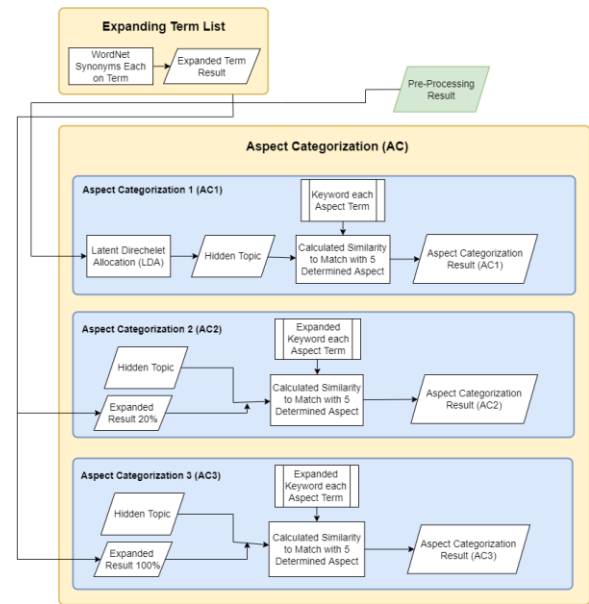 Expanding Term List
WordNet
Synonyms Each
on Term
Expanded Term
Result
Pre-Processing
Result
Aspect Categorization (AC)
Aspect Categorization 1 (AC1)
Keyword each
Aspect Term
Latent Direchelet
Allocation (LDA)
Hidden Topic
Calculated Similarity
to Match with 5
Determined Aspect
Aspect Categorization
Result (AC1)
Aspect Categorization 2 (AC2)
Expanded
Keyword each
Aspect Term
Hidden Topic
Expanded
Result 20%
Calculated Similarity
to Match with 5
Determined Aspect
Aspect Categorization
Result (AC2)
Aspect Categorization 3 (AC3)
Expanded
Keyword each
Aspect Term
Hidden Topic
Expanded
Result 100%
Calculated Similarity
to Match with 5
Determined Aspect
Aspect Categorization
Result (AC3)